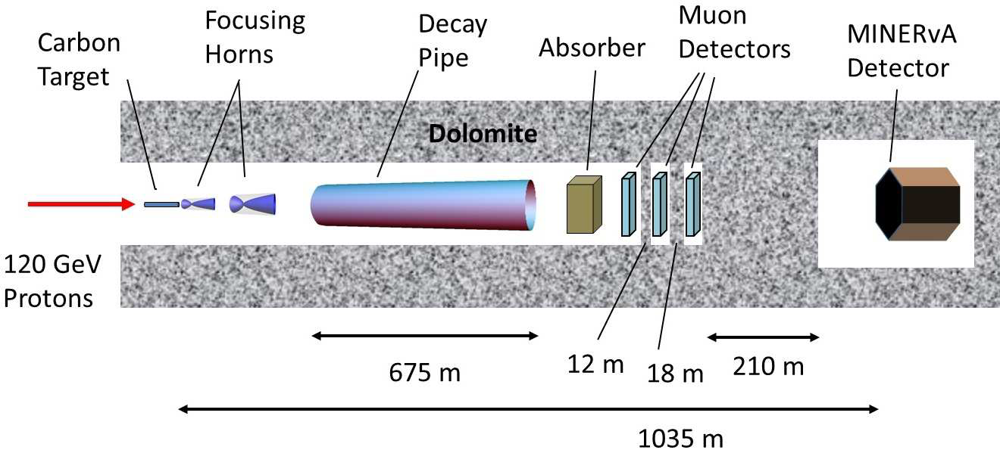 Carbon
Target
Focusing
Horns
Decay
Pipe
Absorber
Muon
Detectors
MINERvA
Detector
Dolomite
120 GeV
Protons
675 m
12 m
18 m
210 m
1035 m